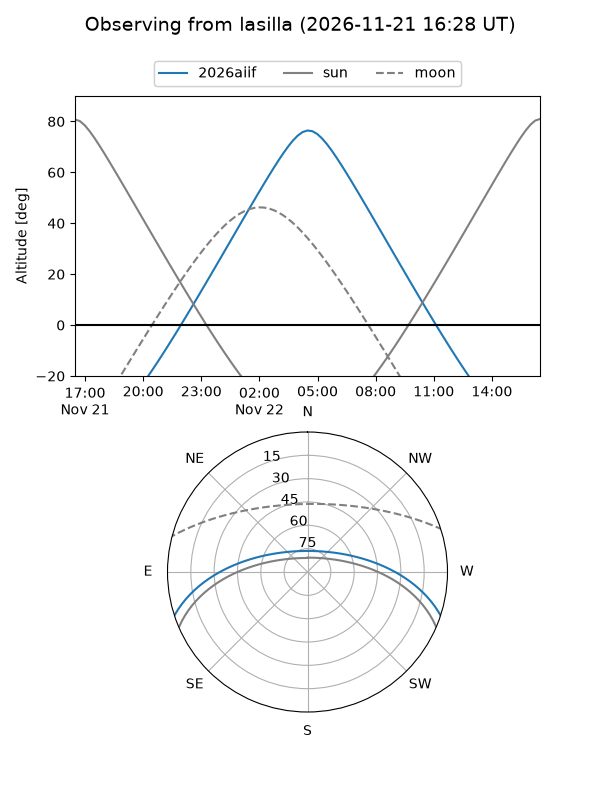 Observing from lasilla (2026-11-21 16:28 UT)
2026aiif sun moon
Altitude [deg]
80
60
40
20
0
−20
17:00 20:00 23:00 02:00 05:00 08:00 11:00 14:00
Nov 21 Nov 22
N
NE NW
15
30
45
60
75
E W
SE SW
S